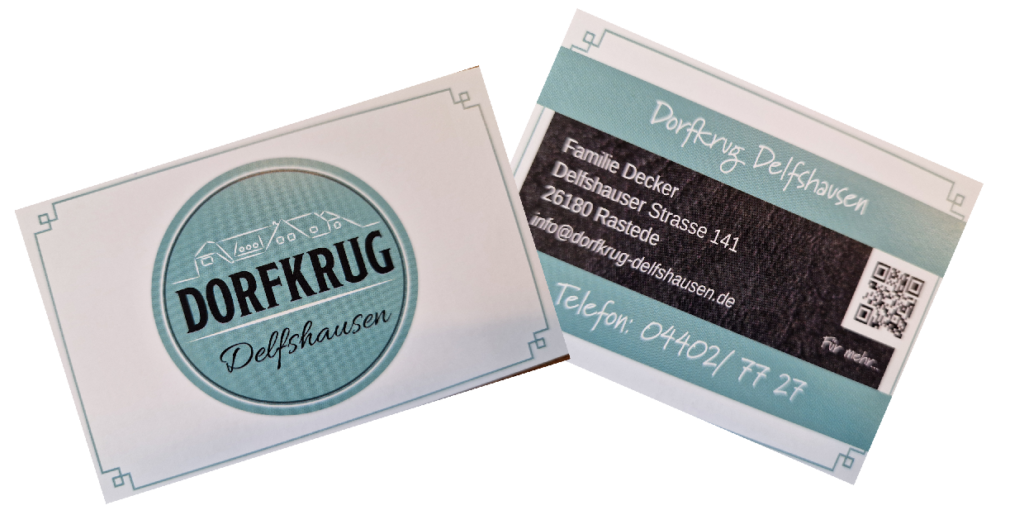 DORFKRUG
Delfshausen
Dorfkrug Delfshausen
Familie Decker
Delfshauser Strasse 141
26180 Rastede
info@dorfkrug-delfshausen.de
Für mehr...
Telefon: 04402/ 77 27